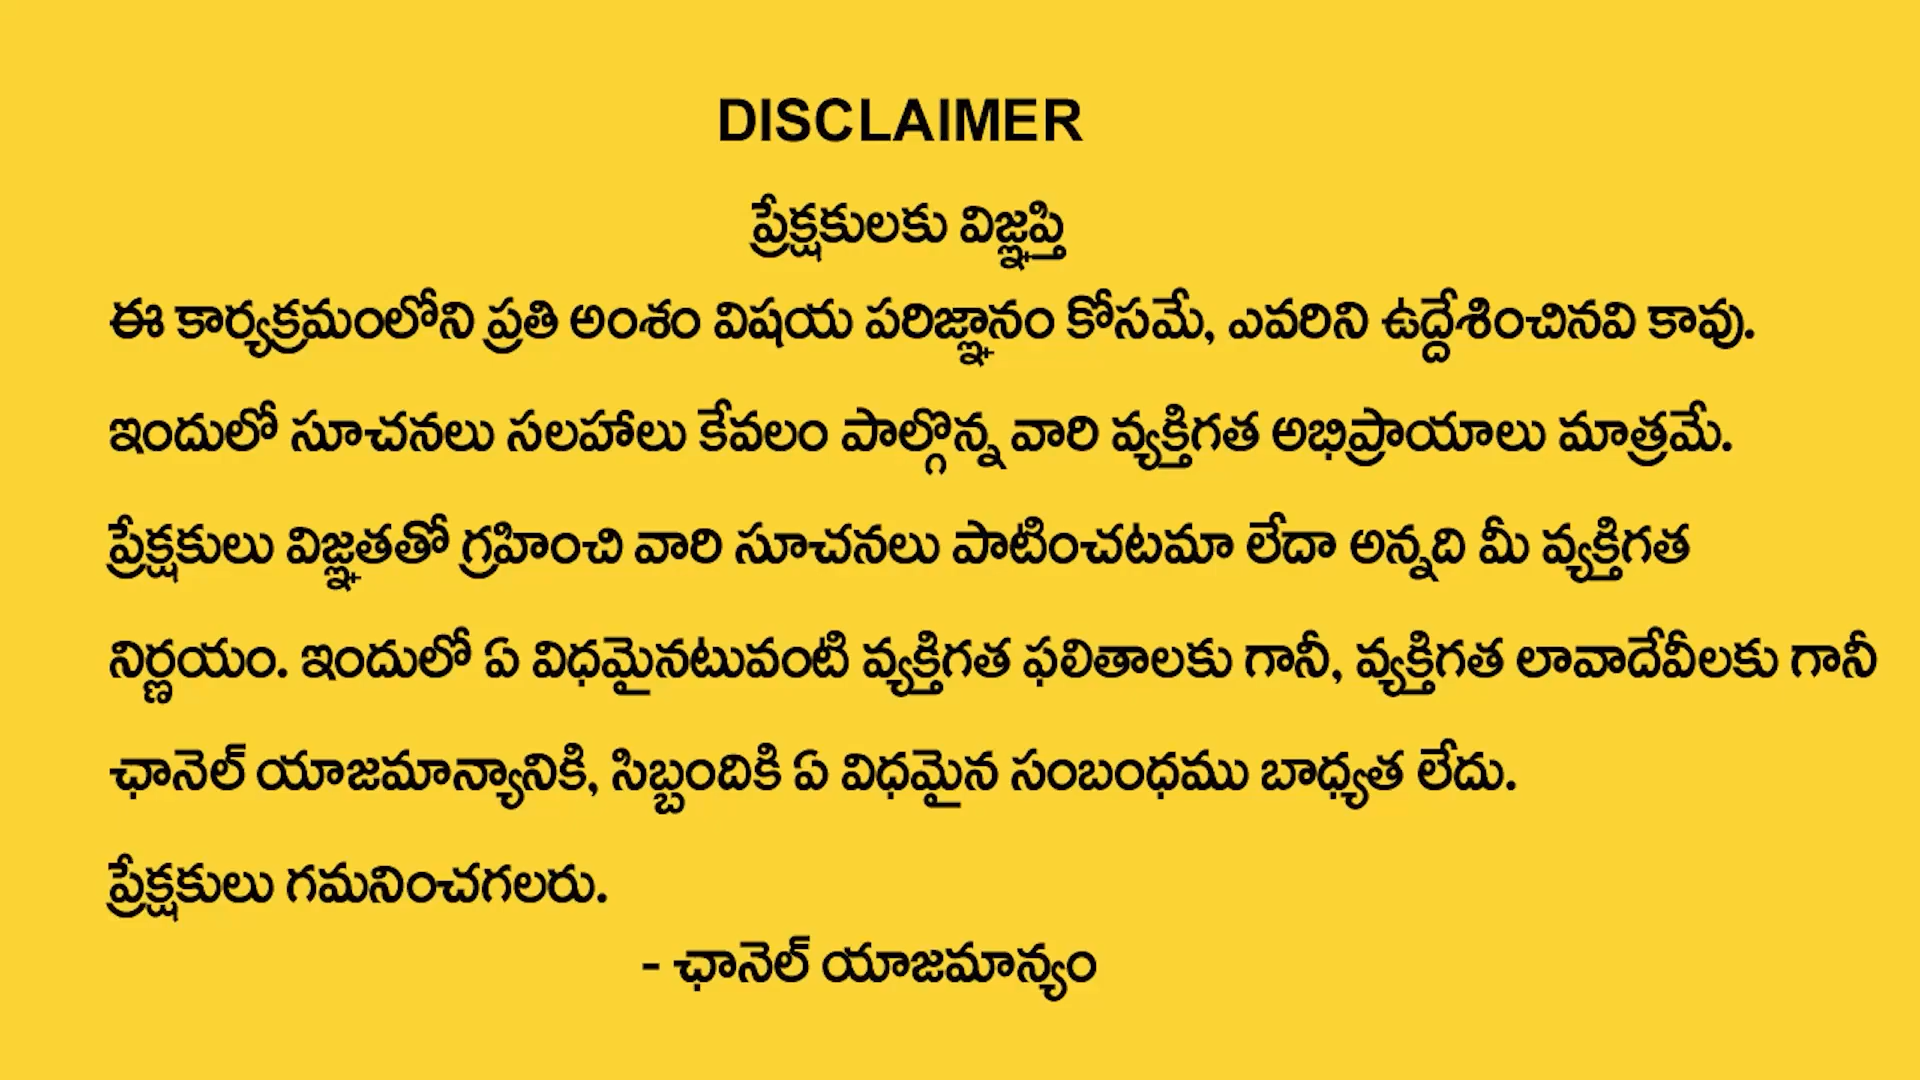 DISCLAIMER
ప్రేక్షకులకు విజ్ఞప్తి
ఈ కార్యక్రమంలోని ప్రతి అంశం విషయ పరిజ్ఞానం కోసమే, ఎవరిని ఉద్దేశించినవి కావు.
ఇందులో సూచనలు సలహాలు కేవలం పాల్గొన్న వారి వ్యక్తిగత అభిప్రాయాలు మాత్రమే.
ప్రేక్షకులు విజ్ఞతతో గ్రహించి వారి సూచనలు పాటించటమా లేదా అన్నది మీ వ్యక్తిగత
నిర్ణయం. ఇందులో ఏ విధమైనటువంటి వ్యక్తిగత ఫలితాలకు గానీ, వ్యక్తిగత లావాదేవీలకు గానీ
ఛానెల్ యాజమాన్యానికి, సిబ్బందికి ఏ విధమైన సంబంధము బాధ్యత లేదు.
ప్రేక్షకులు గమనించగలరు.
- ఛానెల్ యాజమాన్యం